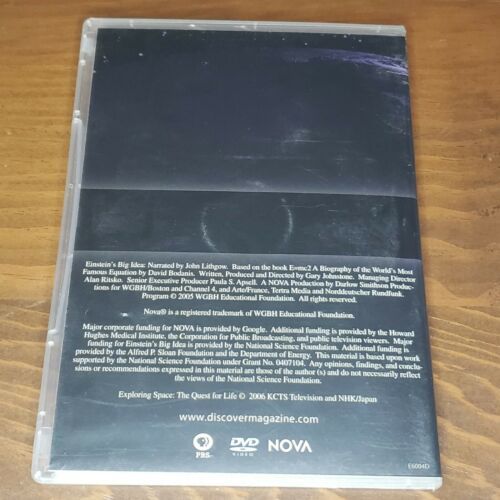 Einstein's Big Idea: Narrated by John Lithgow. Based on the book E=mc2 A Biography of the World's Most
Famous Equation by David Bodanis. Written, Produced and Directed by Gary Johnstone. Managing Director
Alan Ritsko. Senior Executive Producer Paula S. Apsell. A NOVA Production by Darlow Smithson Produc-
tions for WGBH/Boston and Channel 4, and Arte/France, Tertra Media and Norddeutscher Rundfunk.
Program © 2005 WGBH Educational Foundation. All rights reserved.
Nova® is a registered trademark of WGBH Educational Foundation.
Major corporate funding for NOVA is provided by Google. Additional funding is provided by the Howard
Hughes Medical Institute, the Corporation for Public Broadcasting, and public television viewers. Major
funding for Einstein's Big Idea is provided by the National Science Foundation. Additional funding is
provided by the Alfred P. Sloan Foundation and the Department of Energy. This material is based upon work
supported by the National Science Foundation under Grant No. 0407104. Any opinions, findings, and conclu-
sions or recommendations expressed in this material are those of the author(s) and do not necessarily reflect
the views of the National Science Foundation.
Exploring Space: The Quest for Life © 2006 KCTS Television and NHK/Japan
www.discovermagazine.com
PBS DVD VIDEO NOVA
E6004D